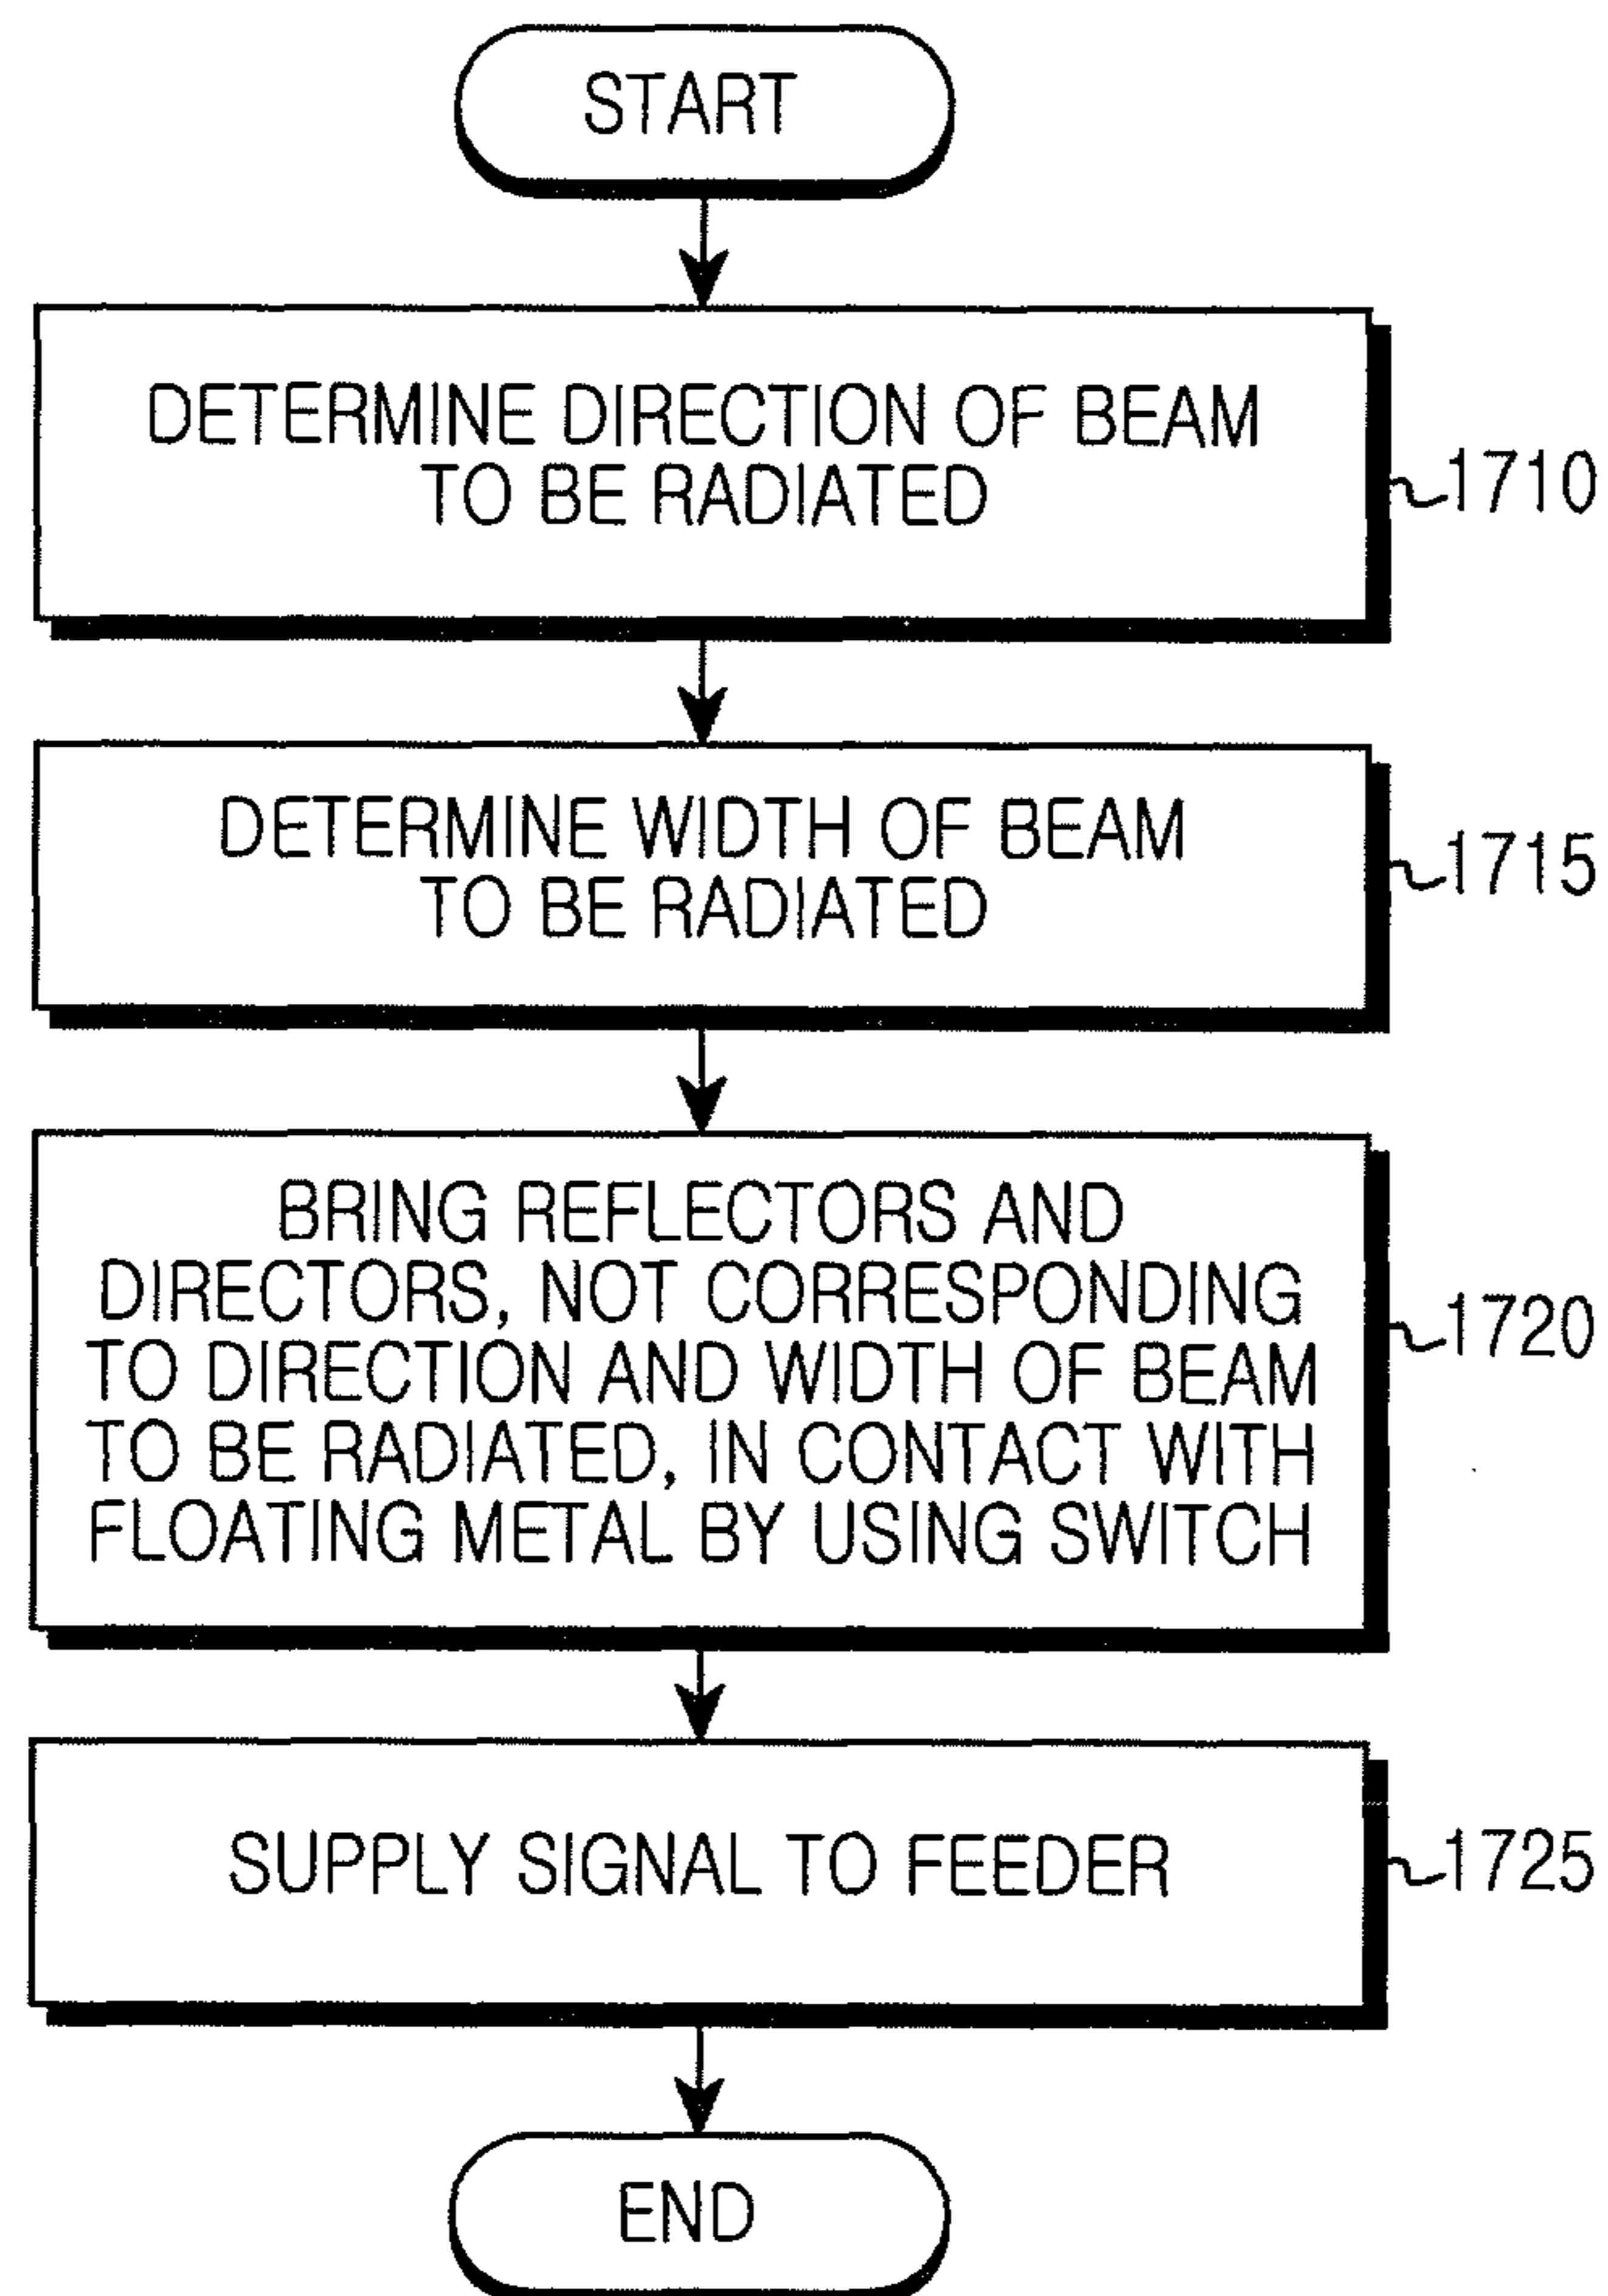 START
DETERMINE DIRECTION OF BEAM
TO BE RADIATED
1710
DETERMINE WIDTH OF BEAM
TO BE RADIATED
1715
BRING REFLECTORS AND
DIRECTORS, NOT CORRESPONDING
TO DIRECTION AND WIDTH OF BEAM
TO BE RADIATED, IN CONTACT WITH
FLOATING METAL BY USING SWITCH
1720
SUPPLY SIGNAL TO FEEDER
1725
END